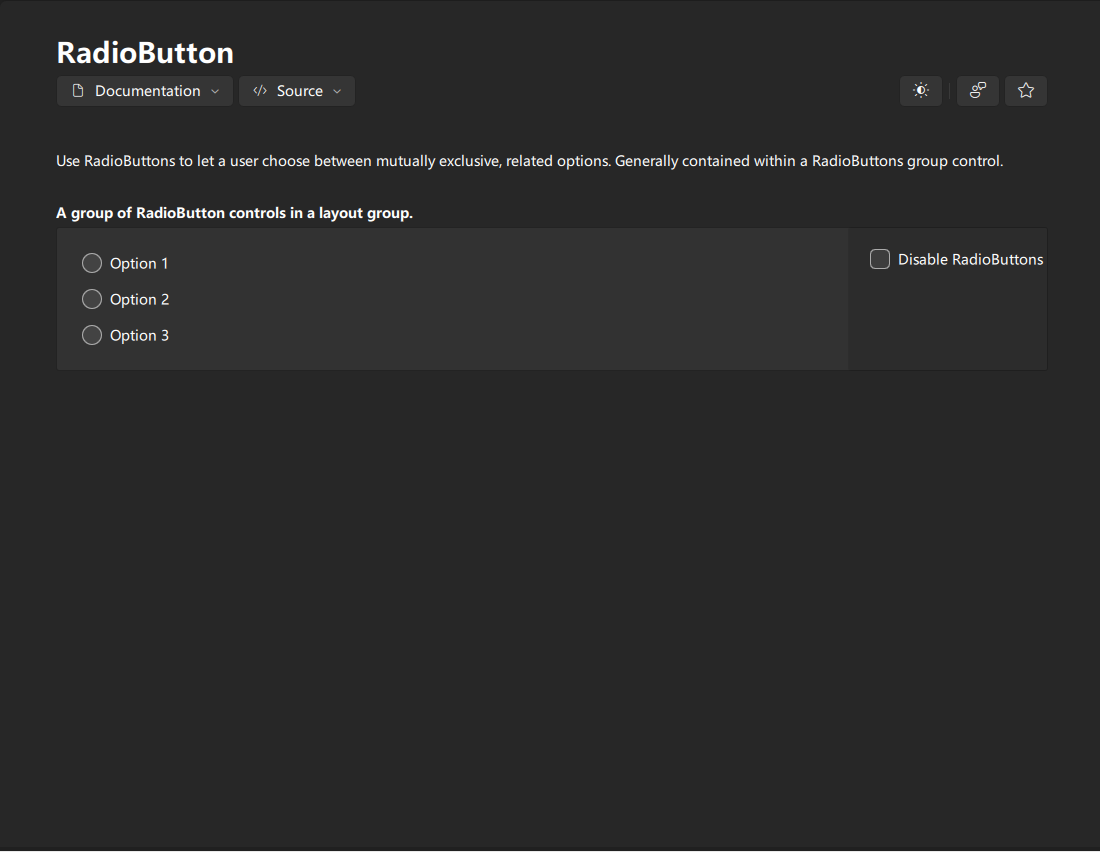 RadioButton
Documentation
Source
Use RadioButtons to let a user choose between mutually exclusive, related options. Generally contained within a RadioButtons group control.
A group of RadioButton controls in a layout group.
Option 1
Disable RadioButtons
Option 2
Option 3